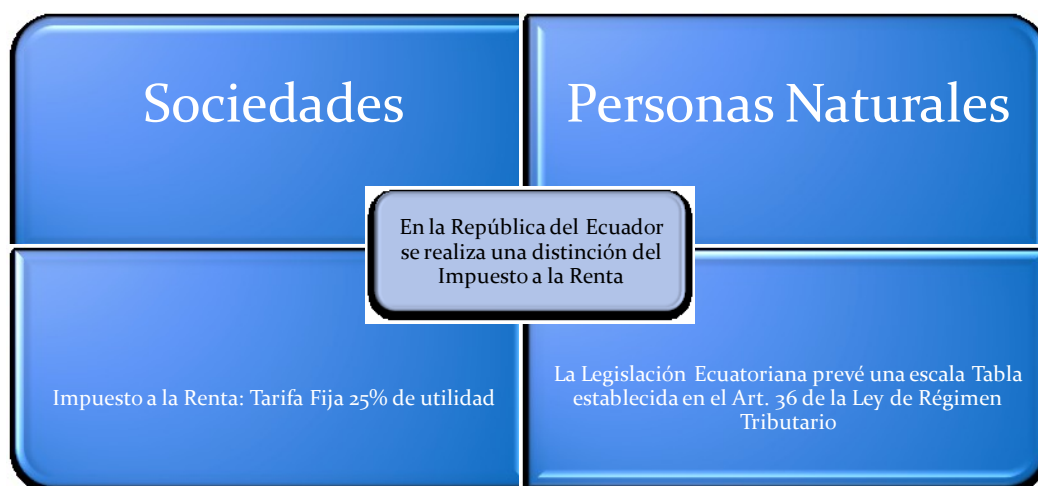 Sociedades
Personas Naturales
En la República del Ecuador
se realiza una distinción del
Impuesto a la Renta
Impuesto a la Renta: Tarifa Fija 25% de utilidad
La Legislación Ecuatoriana prevé una escala Tabla
establecida en el Art. 36 de la Ley de Régimen
Tributario